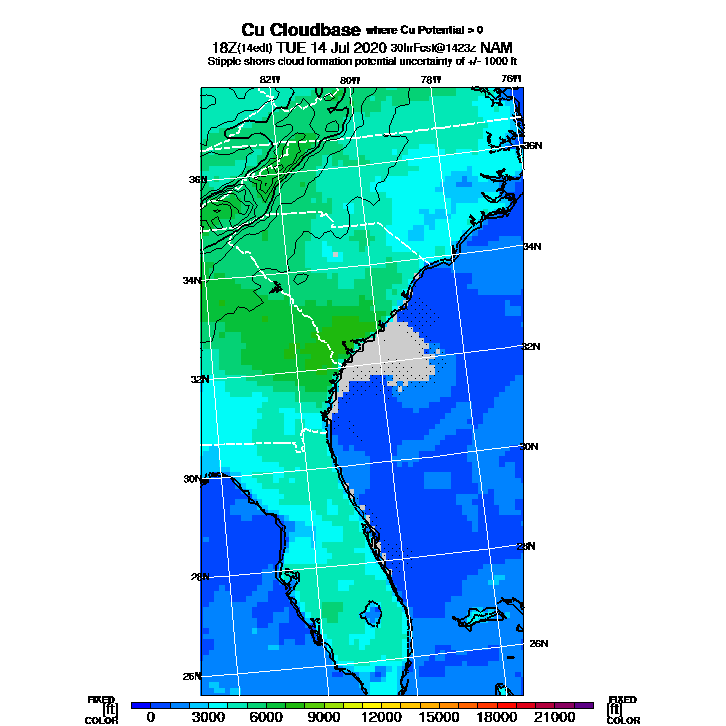 Cu Cloudbase where Cu Potential > 0
18Z(14edt) TUE 14 Jul 2020 30hrFcst@1423z NAM
Stipple shows cloud formation potential uncertainty of +/- 1000 ft
82W 80W 78W 76W
36N
36N
34N
34N
32N
32N
30N
30N
28N
28N
26N
26N
FIXED FIXED
[ft] [ft]
COLOR COLOR
0 3000 6000 9000 12000 15000 18000 21000